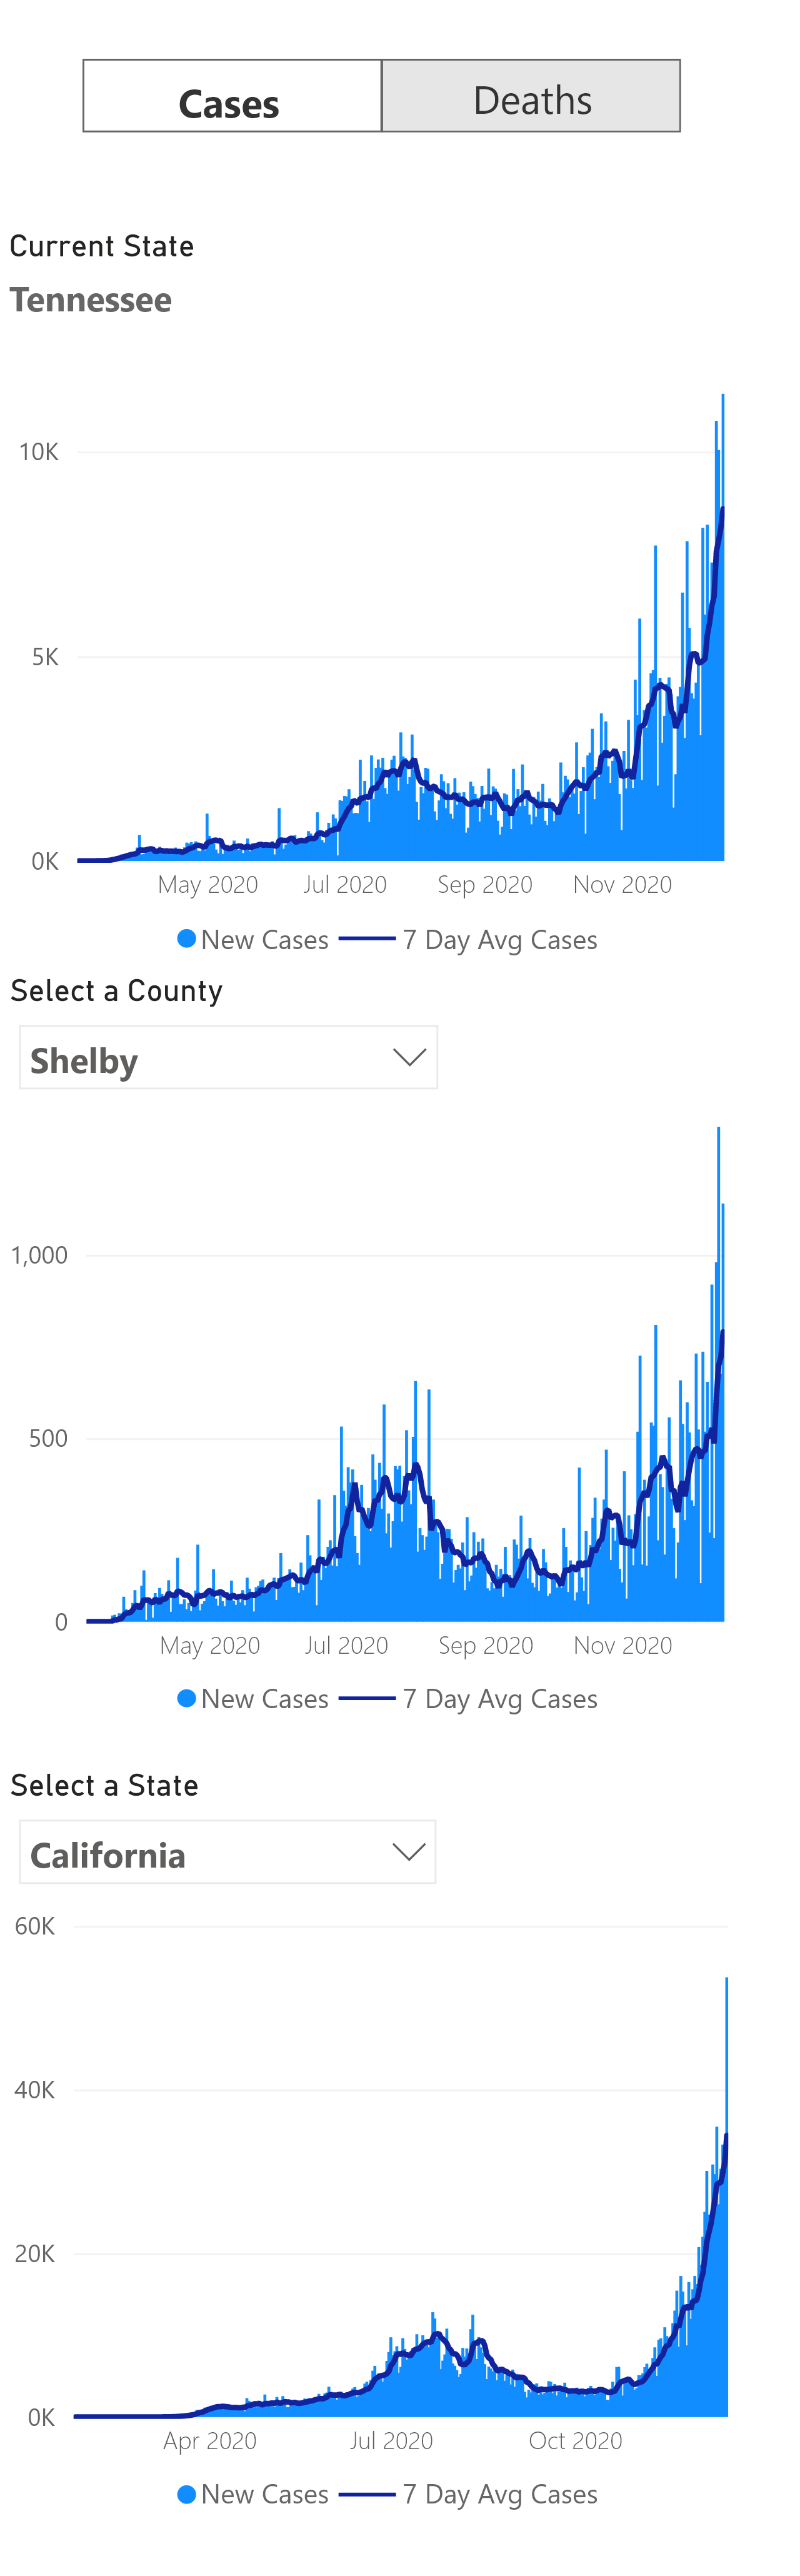 Cases Deaths
Current State
Tennessee
10K
5K
0K
May 2020 Jul 2020 Sep 2020 Nov 2020
New Cases 7 Day Avg Cases
Select a County
Shelby
1,000
500
0
May 2020 Jul 2020 Sep 2020 Nov 2020
New Cases 7 Day Avg Cases
Select a State
California
60K
40K
20K
0K
Apr 2020 Jul 2020 Oct 2020
New Cases 7 Day Avg Cases